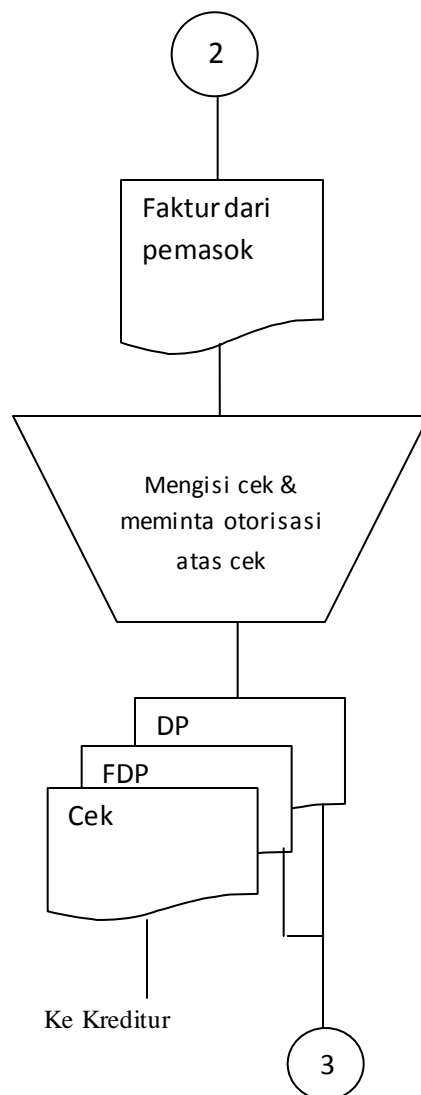 2
Faktur dari
pemasok
Mengisi cek &
meminta otorisasi
atas cek
DP
FDP
Cek
Ke Kreditur
3